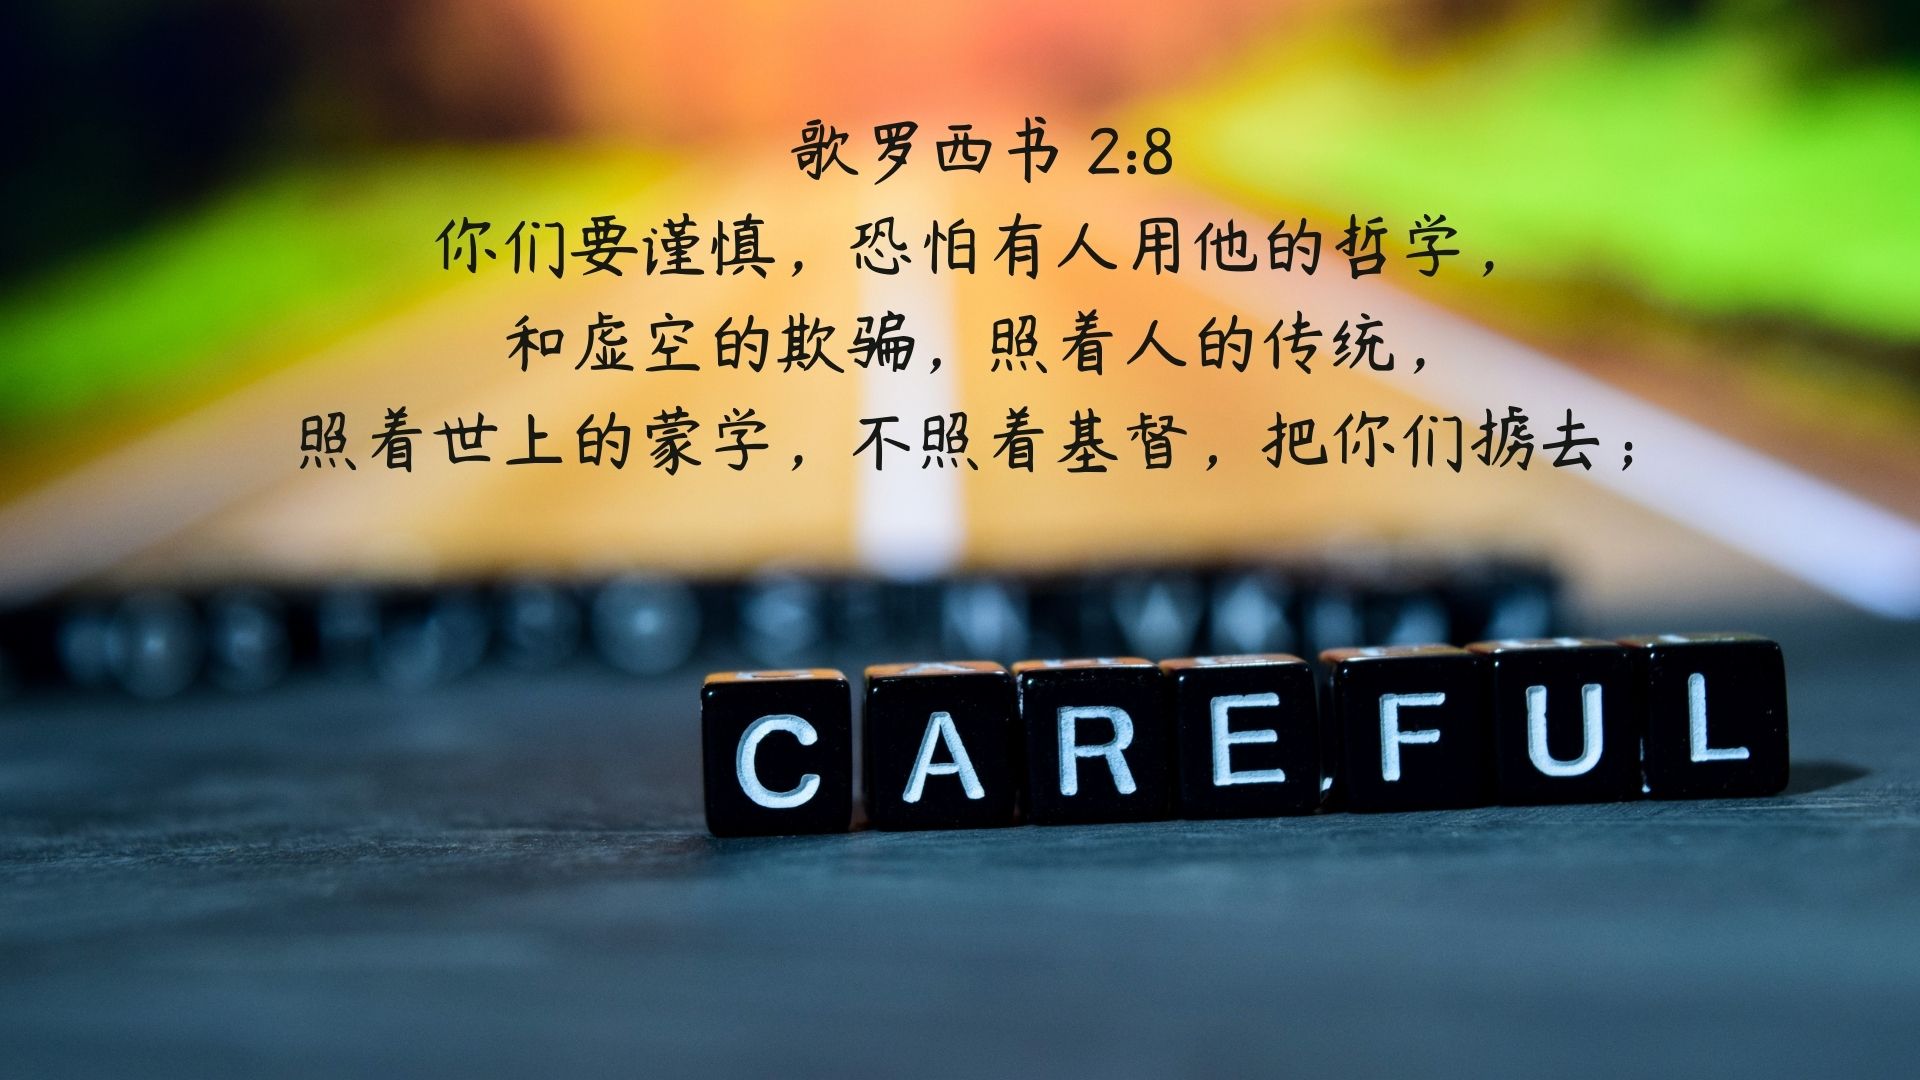 歌罗西书 2:8
你们要谨慎，恐怕有人用他的哲学，
和虚空的欺骗，照着人的传统，
照着世上的蒙学，不照着基督，把你们掳去；
CAREFUL